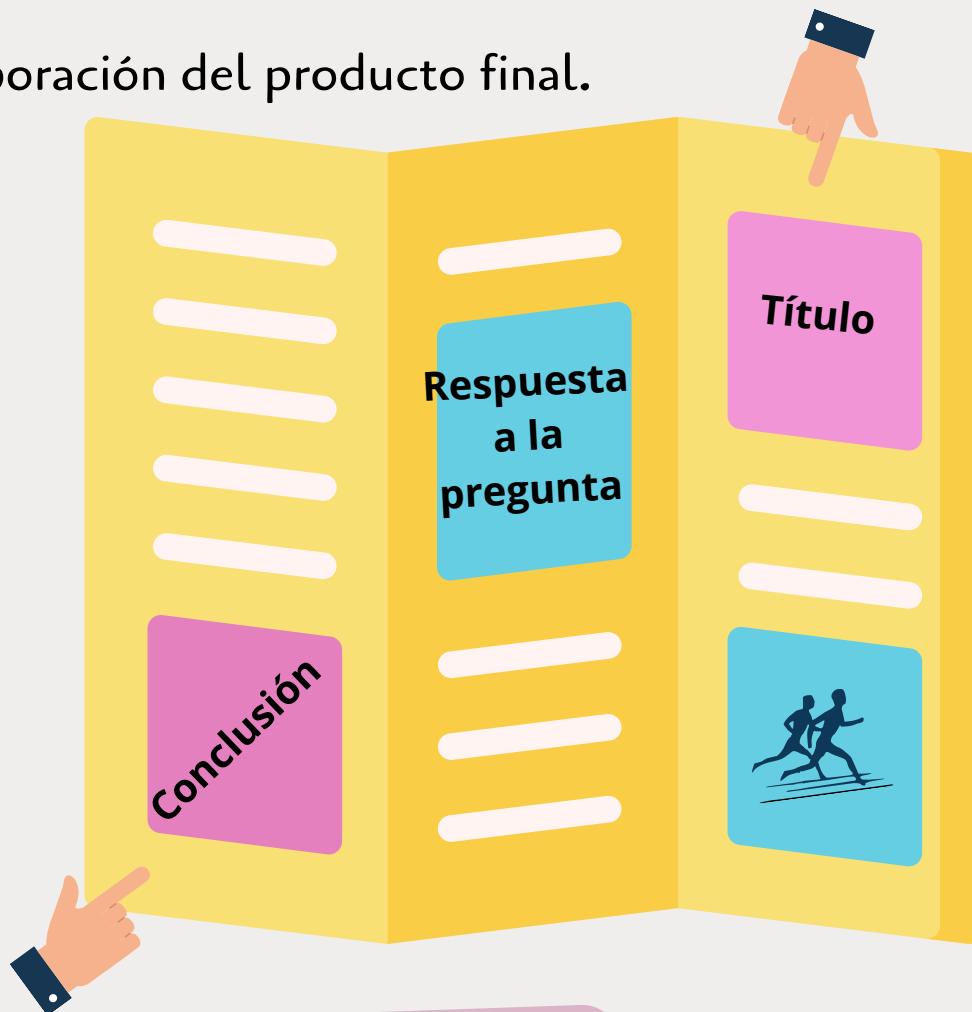 oración del producto final.
Título
Respuesta
a la
pregunta
Conclusión